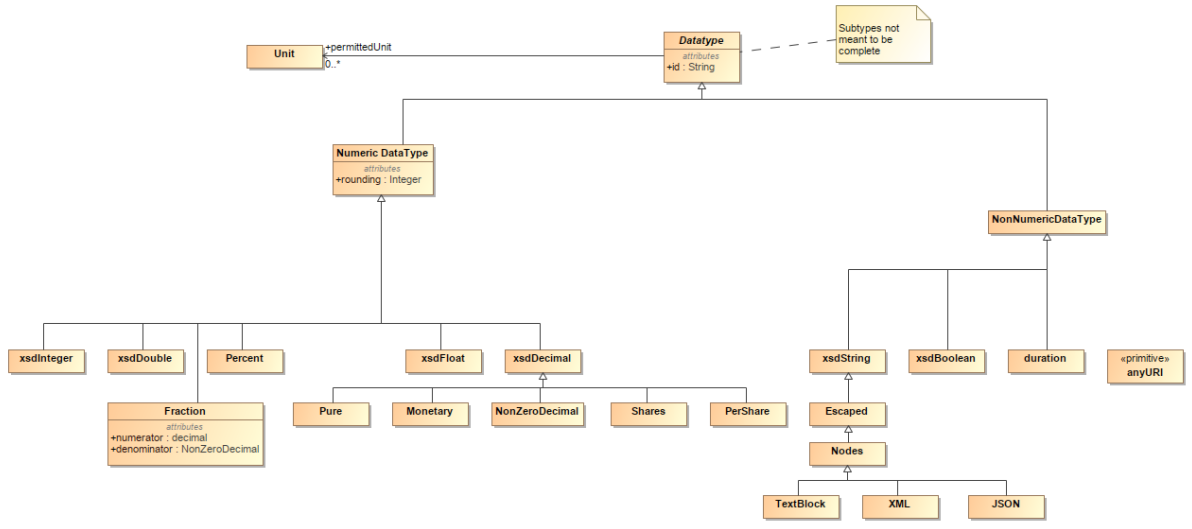 Subtypes not
meant to be
complete
Datatype
attributes
+id : String
Unit
+permittedUnit
0..*
Numeric DataType
attributes
+rounding : Integer
NonNumericDataType
xsdInteger
xsdDouble
Percent
xsdFloat
xsdDecimal
xsdString
xsdBoolean
duration
«primitive»
anyURI
Fraction
attributes
+numerator : decimal
+denominator : NonZeroDecimal
Pure
Monetary
NonZeroDecimal
Shares
PerShare
Escaped
Nodes
TextBlock
XML
JSON